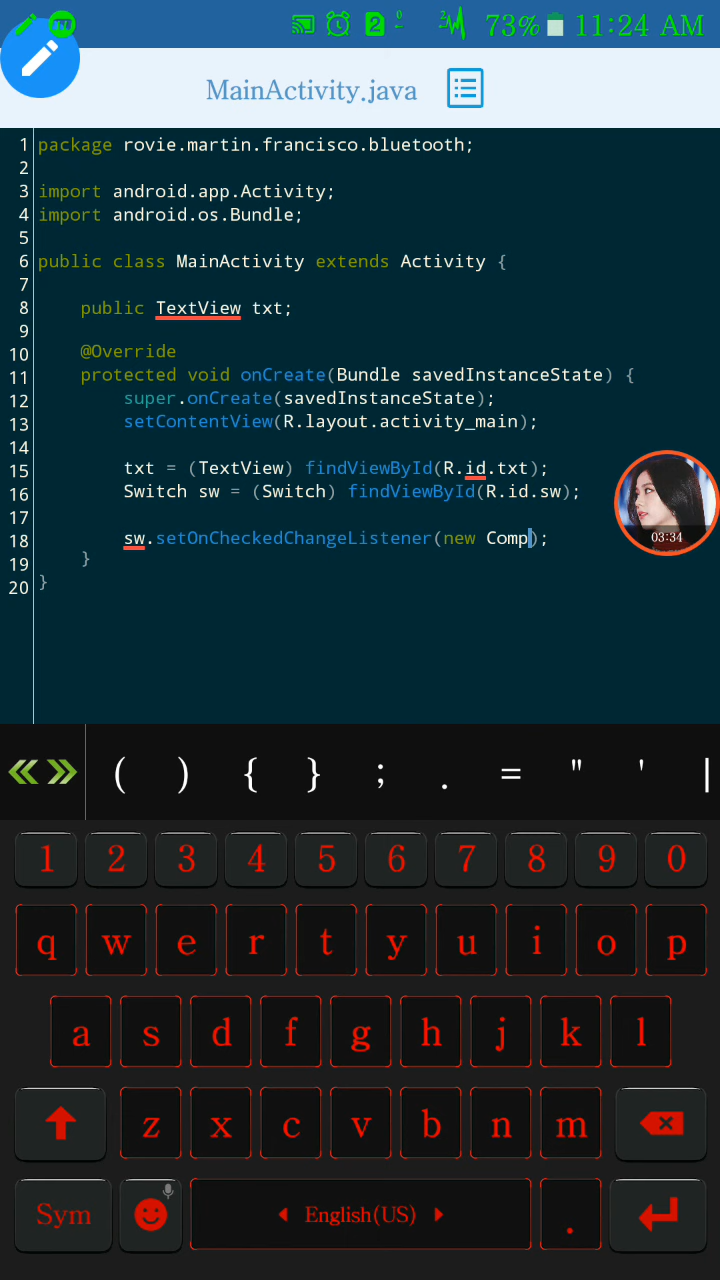 2 0 2 73% 11:24 AM
MainActivity.java
1 package rovie.martin.francisco.bluetooth;
2
3 import android.app.Activity;
4 import android.os.Bundle;
5
6 public class MainActivity extends Activity {
7
8 public TextView txt;
9
10 @Override
11 protected void onCreate(Bundle savedInstanceState) {
12 super.onCreate(savedInstanceState);
13 setContentView(R.layout.activity_main);
14
15 txt = (TextView) findViewById(R.id.txt);
16 Switch sw = (Switch) findViewById(R.id.sw);
17
18 sw.setOnCheckedChangeListener(new Comp);
19 }
20 }
03:34
( ) { } ; . = " ' |
1 2 3 4 5 6 7 8 9 0
q w e r t y u i o p
a s d f g h j k l
z x c v b n m
Sym English(US) .